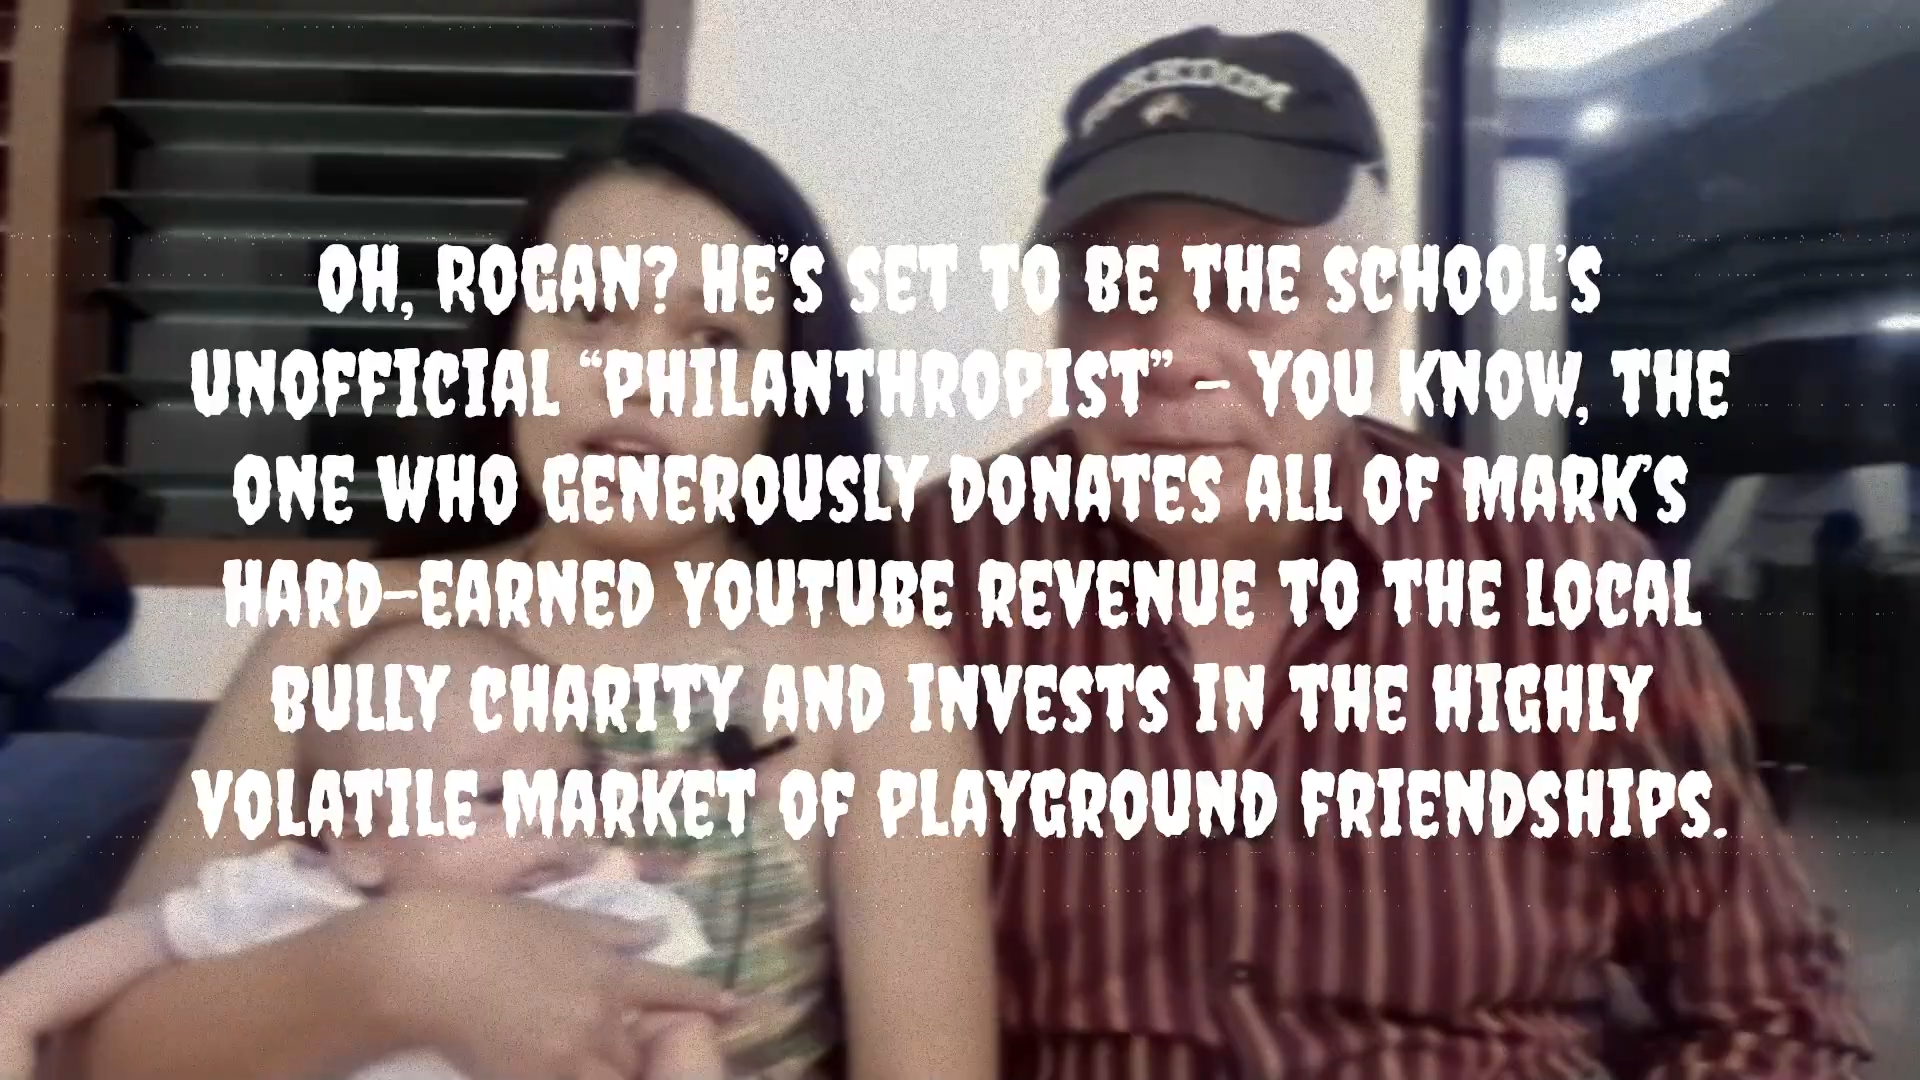 OH, ROGAN? HE'S SET TO BE THE SCHOOL'S
UNOFFICIAL “PHILANTHROPIST” – YOU KNOW, THE
ONE WHO GENEROUSLY DONATES ALL OF MARK'S
HARD-EARNED YOUTUBE REVENUE TO THE LOCAL
BULLY CHARITY AND INVESTS IN THE HIGHLY
VOLATILE MARKET OF PLAYGROUND FRIENDSHIPS.